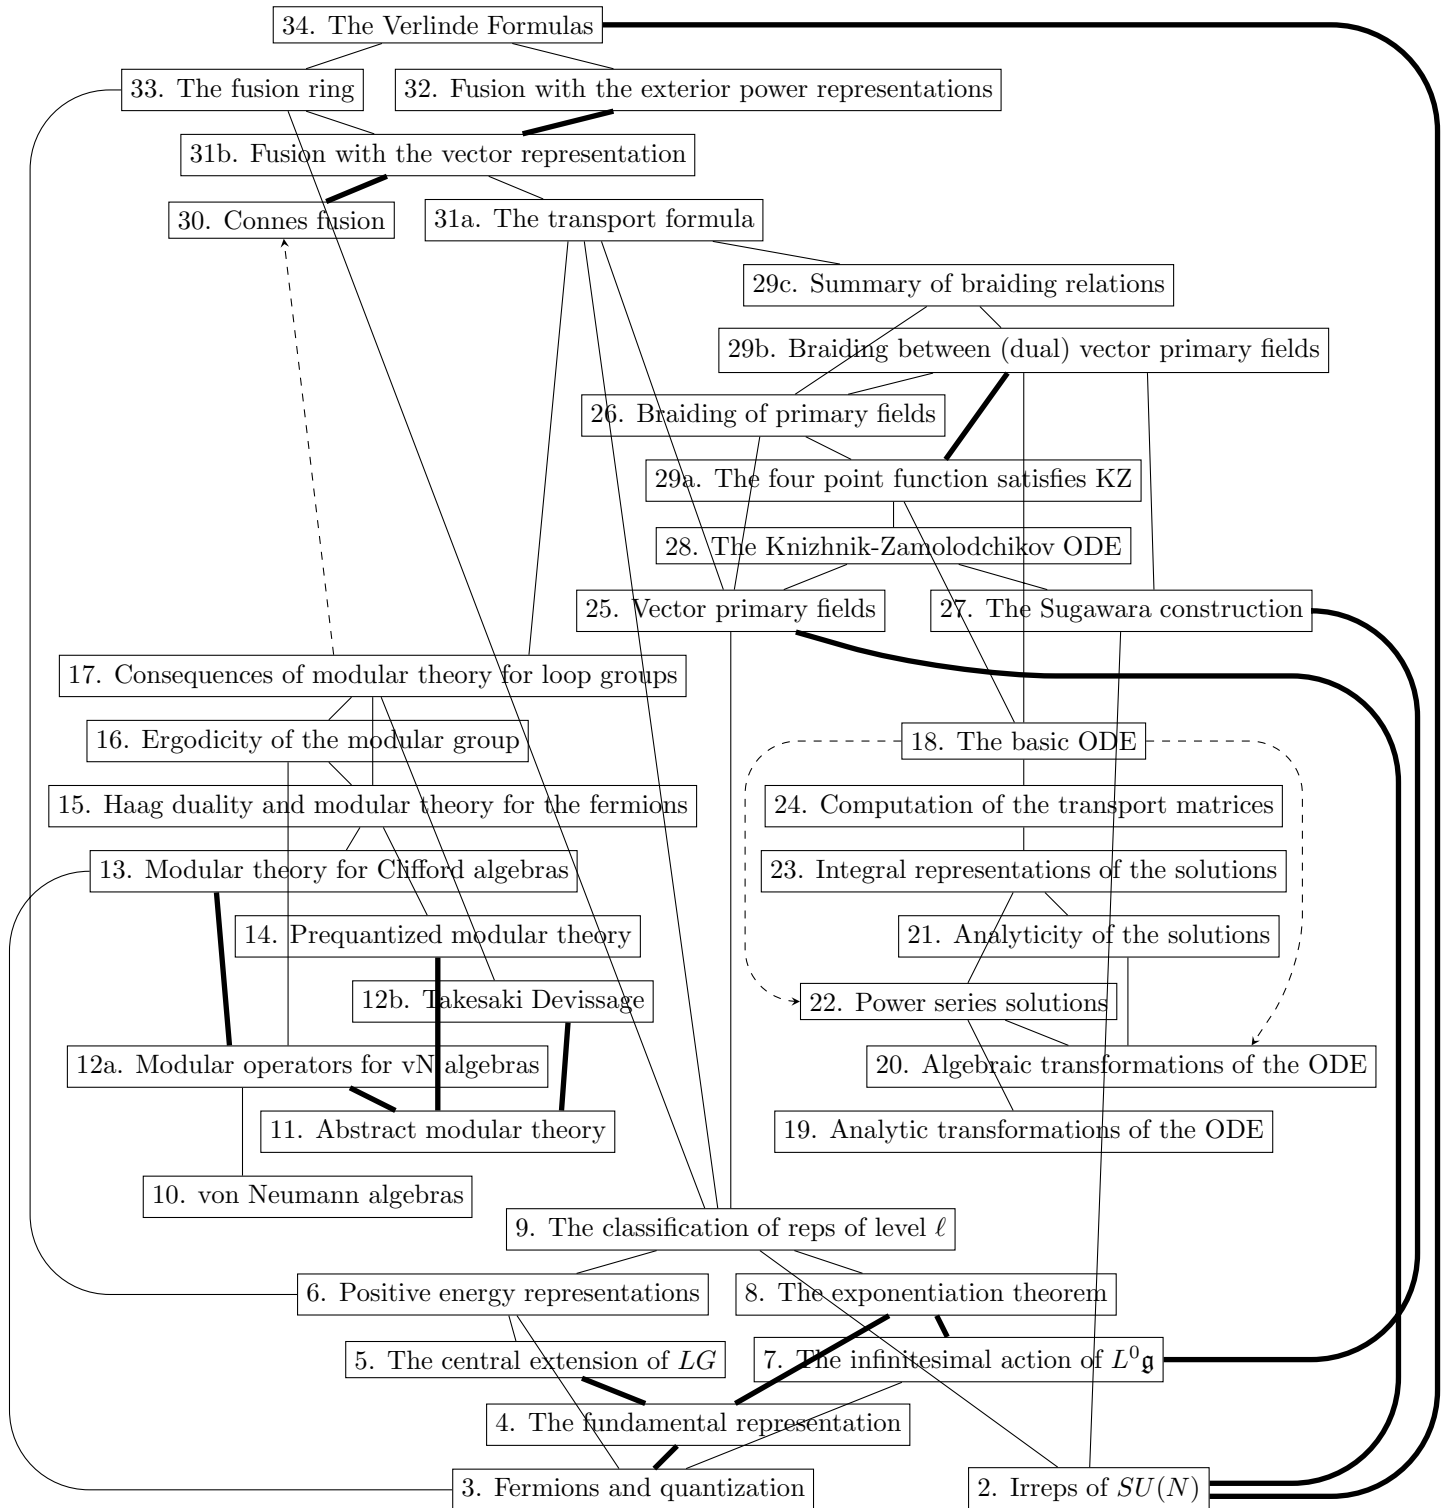 34. The Verlinde Formulas
33. The fusion ring
32. Fusion with the exterior power representations
31b. Fusion with the vector representation
30. Connes fusion
31a. The transport formula
29c. Summary of braiding relations
29b. Braiding between (dual) vector primary fields
26. Braiding of primary fields
29a. The four point function satisfies KZ
28. The Knizhnik-Zamolodchikov ODE
25. Vector primary fields
27. The Sugawara construction
17. Consequences of modular theory for loop groups
16. Ergodicity of the modular group
18. The basic ODE
15. Haag duality and modular theory for the fermions
24. Computation of the transport matrices
13. Modular theory for Clifford algebras
23. Integral representations of the solutions
14. Prequantized modular theory
21. Analyticity of the solutions
12b. Takesaki Devissage
22. Power series solutions
12a. Modular operators for vN algebras
20. Algebraic transformations of the ODE
11. Abstract modular theory
19. Analytic transformations of the ODE
10. von Neumann algebras
9. The classification of reps of level ℓ
6. Positive energy representations
8. The exponentiation theorem
5. The central extension of LG
7. The infinitesimal action of L⁰𝔤
4. The fundamental representation
3. Fermions and quantization
2. Irreps of SU(N)